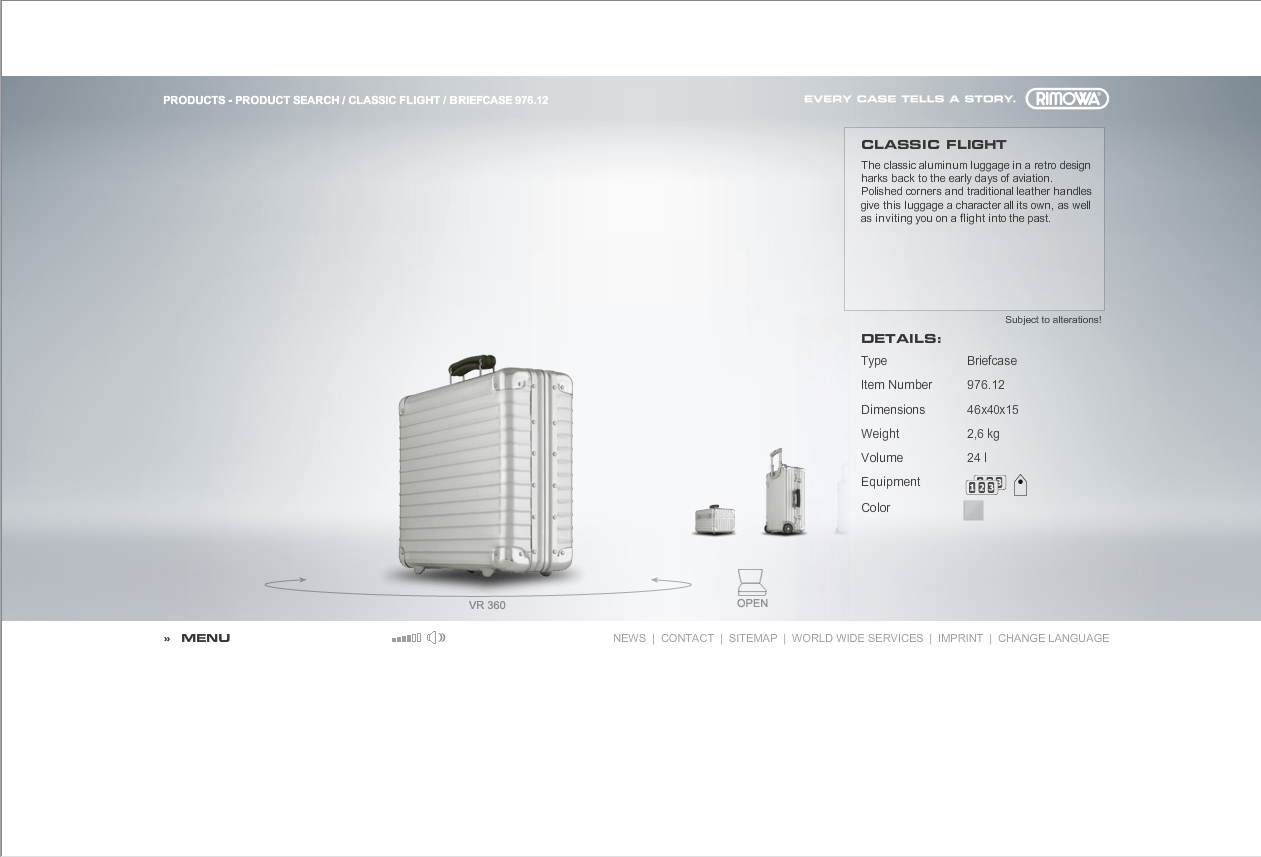 PRODUCTS - PRODUCT SEARCH / CLASSIC FLIGHT / BRIEFCASE 976.12
EVERY CASE TELLS A STORY. RIMOWA
CLASSIC FLIGHT
The classic aluminum luggage in a retro design
harks back to the early days of aviation.
Polished corners and traditional leather handles
give this luggage a character all its own, as well
as inviting you on a flight into the past.
Subject to alterations!
DETAILS:
Type Briefcase
Item Number 976.12
Dimensions 46x40x15
Weight 2,6 kg
Volume 24 l
Equipment 123
Color
VR 360
OPEN
» MENU
NEWS | CONTACT | SITEMAP | WORLD WIDE SERVICES | IMPRINT | CHANGE LANGUAGE